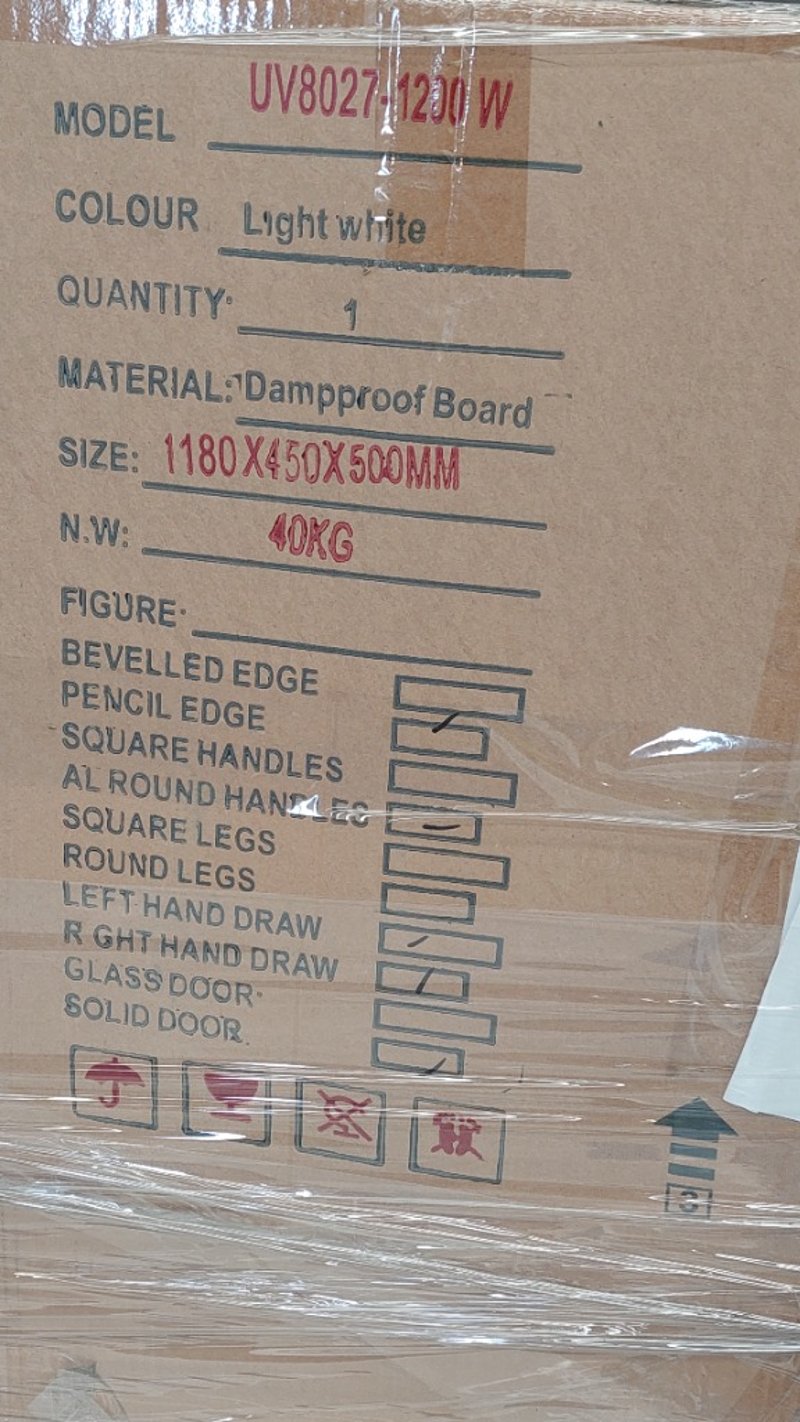 MODEL UV8027-1200 W
COLOUR Light white
QUANTITY: 1
MATERIAL: Dampproof Board
SIZE: 1180X450X500MM
N.W: 40KG
FIGURE:
BEVELLED EDGE
PENCIL EDGE
SQUARE HANDLES
AL ROUND HANDLES
SQUARE LEGS
ROUND LEGS
LEFT HAND DRAW
R GHT HAND DRAW
GLASS DOOR
SOLID DOOR
3